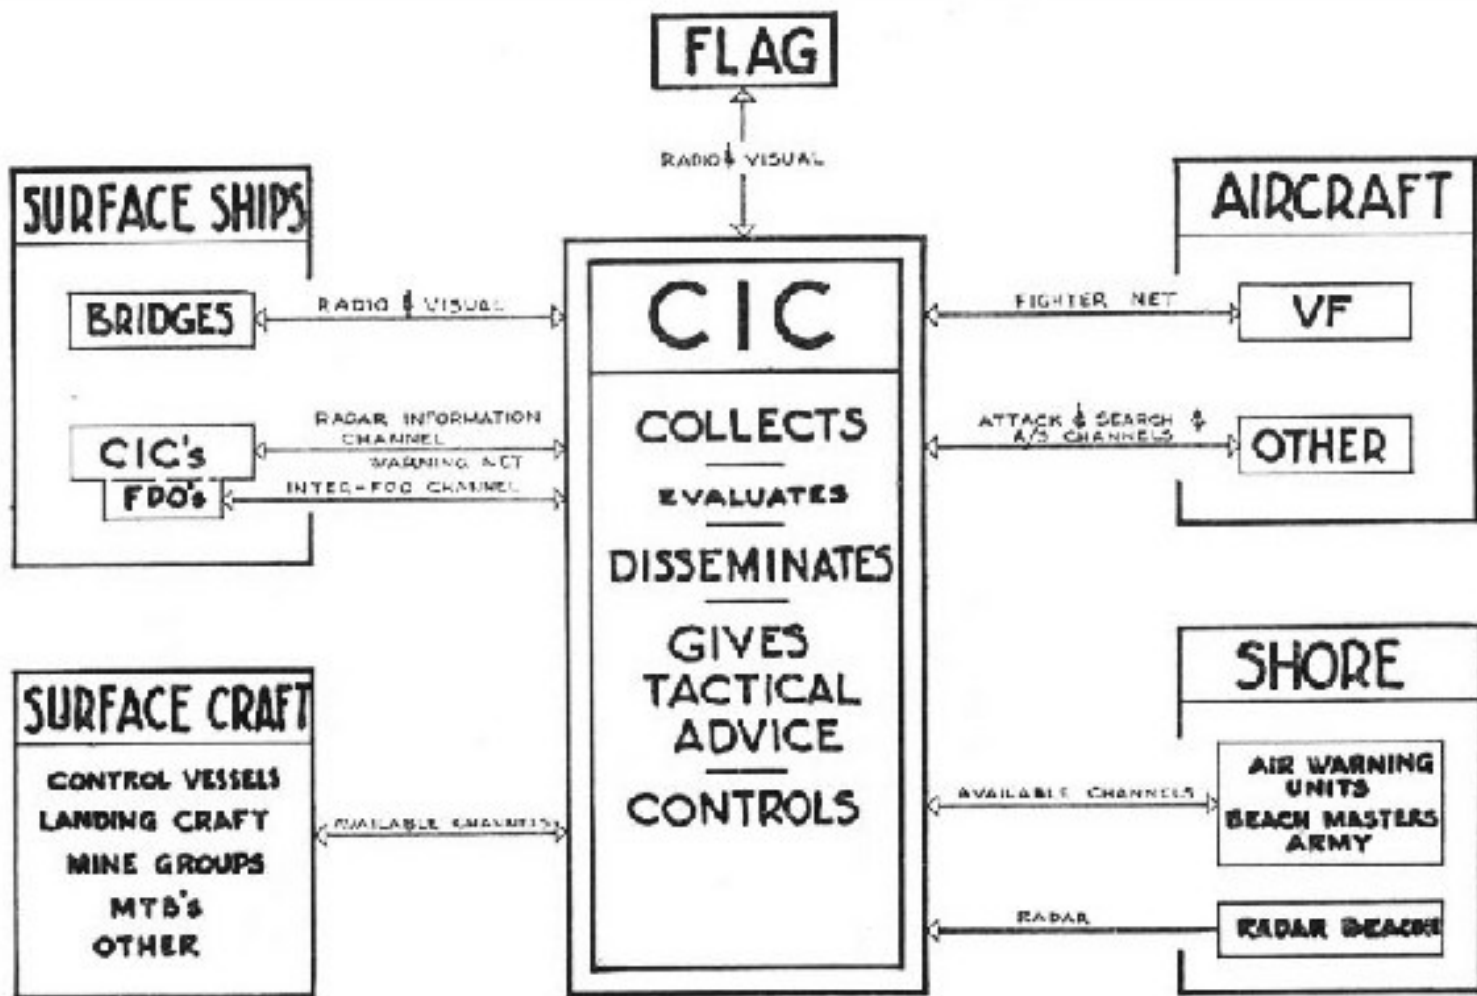 FLAG
RADIO & VISUAL
SURFACE SHIPS
BRIDGES
RADIO & VISUAL
CIC's
FDO's
RADAR INFORMATION
CHANNEL
WARNING NET
INTER-FDO CHANNEL
SURFACE CRAFT
CONTROL VESSELS
LANDING CRAFT
MINE GROUPS
MTB's
OTHER
AVAILABLE CHANNELS
CIC
COLLECTS
EVALUATES
DISSEMINATES
GIVES
TACTICAL
ADVICE
CONTROLS
AIRCRAFT
FIGHTER NET
VF
ATTACK & SEARCH &
A/S CHANNELS
OTHER
SHORE
AVAILABLE CHANNELS
AIR WARNING
UNITS
BEACH MASTERS
ARMY
RADAR
RADAR